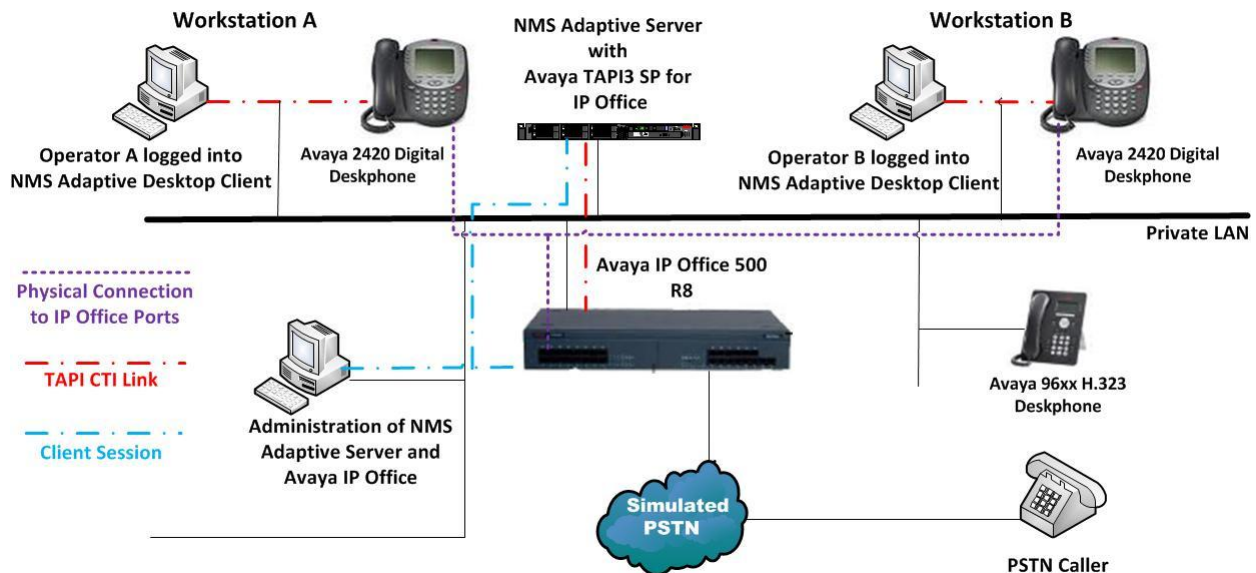 Workstation A
NMS Adaptive Server
with
Avaya TAPI3 SP for
IP Office
Workstation B
Operator A logged into
NMS Adaptive Desktop Client
Avaya 2420 Digital
Deskphone
Operator B logged into
NMS Adaptive Desktop Client
Avaya 2420 Digital
Deskphone
Private LAN
Physical Connection
to IP Office Ports
TAPI CTI Link
Client Session
Avaya IP Office 500
R8
Administration of NMS
Adaptive Server and
Avaya IP Office
Avaya 96xx H.323
Deskphone
Simulated
PSTN
PSTN Caller